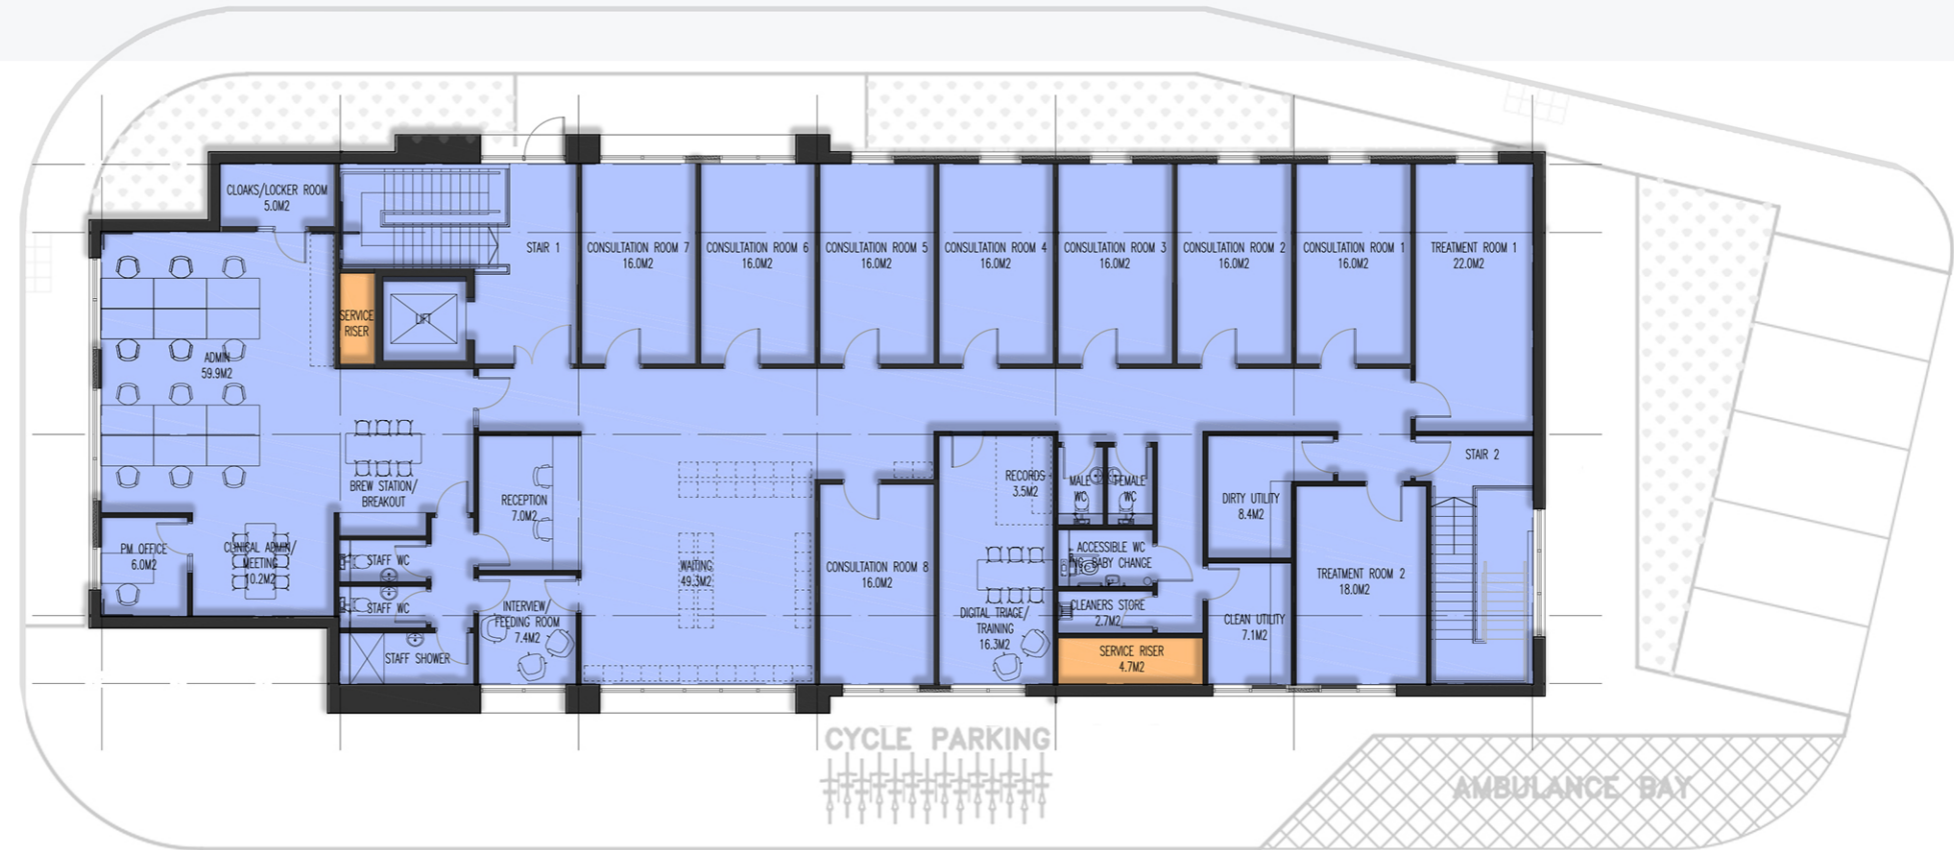 CLOAKS/LOCKER ROOM
5.0M2
STAIR 1
CONSULTATION ROOM 7
16.0M2
CONSULTATION ROOM 6
16.0M2
CONSULTATION ROOM 5
16.0M2
CONSULTATION ROOM 4
16.0M2
CONSULTATION ROOM 3
16.0M2
CONSULTATION ROOM 2
16.0M2
CONSULTATION ROOM 1
16.0M2
TREATMENT ROOM 1
22.0M2
SERVICE
RISER
LIFT
ADMIN
59.9M2
BREW STATION/
BREAKOUT
RECEPTION
7.0M2
RECORDS
3.5M2
MALE
WC
FEMALE
WC
DIRTY UTILITY
8.4M2
STAIR 2
PM OFFICE
6.0M2
CLINICAL ADMIN/
MEETING
10.2M2
STAFF WC
STAFF WC
STAFF SHOWER
INTERVIEW/
FEEDING ROOM
7.4M2
WAITING
49.3M2
CONSULTATION ROOM 8
16.0M2
DIGITAL TRIAGE/
TRAINING
16.3M2
ACCESSIBLE WC
BABY CHANGE
CLEANERS STORE
2.7M2
SERVICE RISER
4.7M2
CLEAN UTILITY
7.1M2
TREATMENT ROOM 2
18.0M2
CYCLE PARKING
AMBULANCE BAY